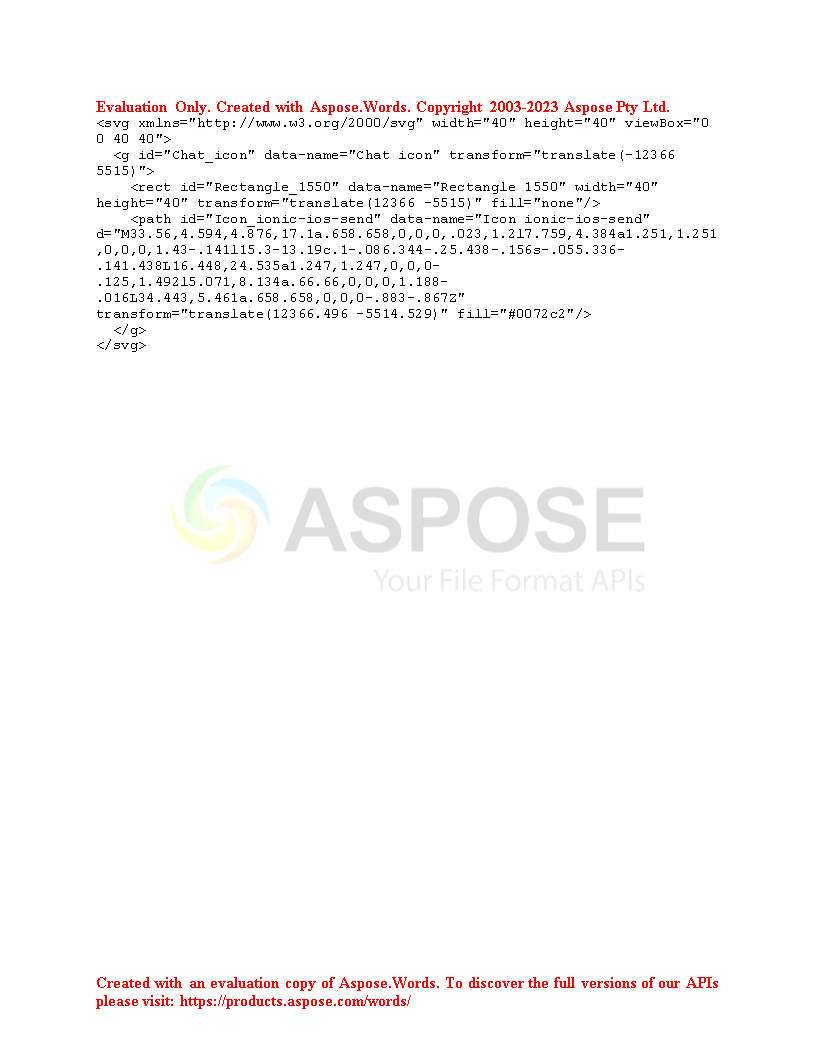 Evaluation Only. Created with Aspose.Words. Copyright 2003-2023 Aspose Pty Ltd.
<svg xmlns="http://www.w3.org/2000/svg" width="40" height="40" viewBox="0
0 40 40">
  <g id="Chat_icon" data-name="Chat icon" transform="translate(-12366
5515)">
    <rect id="Rectangle_1550" data-name="Rectangle 1550" width="40"
height="40" transform="translate(12366 -5515)" fill="none"/>
    <path id="Icon_ionic-ios-send" data-name="Icon ionic-ios-send"
d="M33.56,4.594,4.876,17.1a.658.658,0,0,0,.023,1.2l7.759,4.384a1.251,1.251
,0,0,0,1.43-.141l15.3-13.19c.1-.086.344-.25.438-.156s-.055.336-
.141.438L16.448,24.535a1.247,1.247,0,0,0-
.125,1.492l5.071,8.134a.66.66,0,0,0,1.188-
.016L34.443,5.461a.658.658,0,0,0-.883-.867Z"
transform="translate(12366.496 -5514.529)" fill="#0072c2"/>
  </g>
</svg>
ASPOSE
Your File Format APIs
Created with an evaluation copy of Aspose.Words. To discover the full versions of our APIs
please visit: https://products.aspose.com/words/